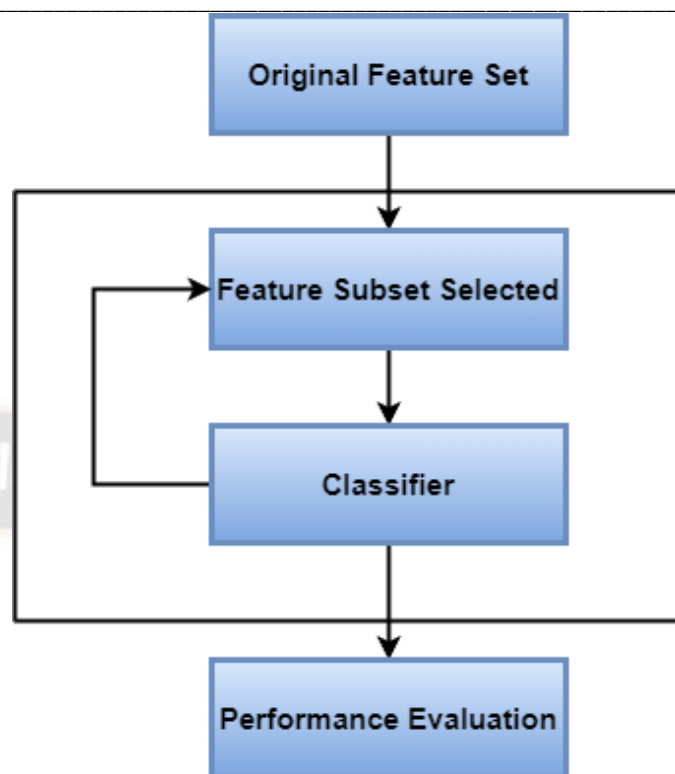 Original Feature Set
Feature Subset Selected
Classifier
Performance Evaluation